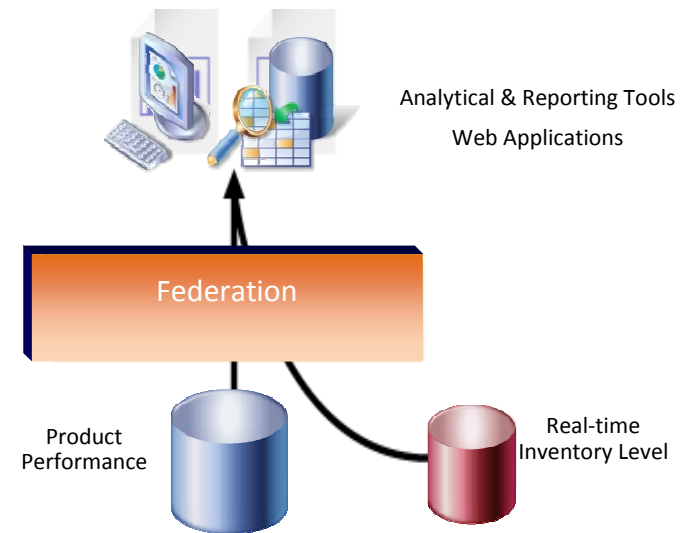 Analytical & Reporting Tools
Web Applications
Federation
Product
Performance
Real-time
Inventory Level